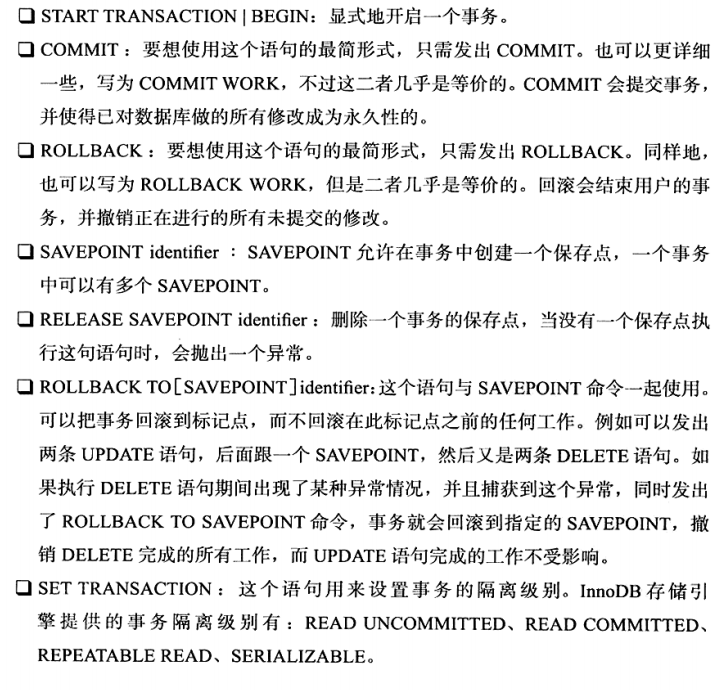 ❑ START TRANSACTION | BEGIN：显式地开启一个事务。
❑ COMMIT：要想使用这个语句的最简形式，只需发出 COMMIT。也可以更详细
一些，写为 COMMIT WORK，不过这二者几乎是等价的。COMMIT 会提交事务，
并使得已对数据库做的所有修改成为永久性的。
❑ ROLLBACK：要想使用这个语句的最简形式，只需发出 ROLLBACK。同样地，
也可以写为 ROLLBACK WORK，但是二者几乎是等价的。回滚会结束用户的事
务，并撤销正在进行的所有未提交的修改。
❑ SAVEPOINT identifier：SAVEPOINT 允许在事务中创建一个保存点，一个事务
中可以有多个 SAVEPOINT。
❑ RELEASE SAVEPOINT identifier：删除一个事务的保存点，当没有一个保存点执
行这句语句时，会抛出一个异常。
❑ ROLLBACK TO[SAVEPOINT]identifier：这个语句与 SAVEPOINT 命令一起使用。
可以把事务回滚到标记点，而不回滚在此标记点之前的任何工作。例如可以发出
两条 UPDATE 语句，后面跟一个 SAVEPOINT，然后又是两条 DELETE 语句。如
果执行 DELETE 语句期间出现了某种异常情况，并且捕获到这个异常，同时发出
了 ROLLBACK TO SAVEPOINT 命令，事务就会回滚到指定的 SAVEPOINT，撤
销 DELETE 完成的所有工作，而 UPDATE 语句完成的工作不受影响。
❑ SET TRANSACTION：这个语句用来设置事务的隔离级别。InnoDB 存储引
擎提供的事务隔离级别有：READ UNCOMMITTED、READ COMMITTED、
REPEATABLE READ、SERIALIZABLE。